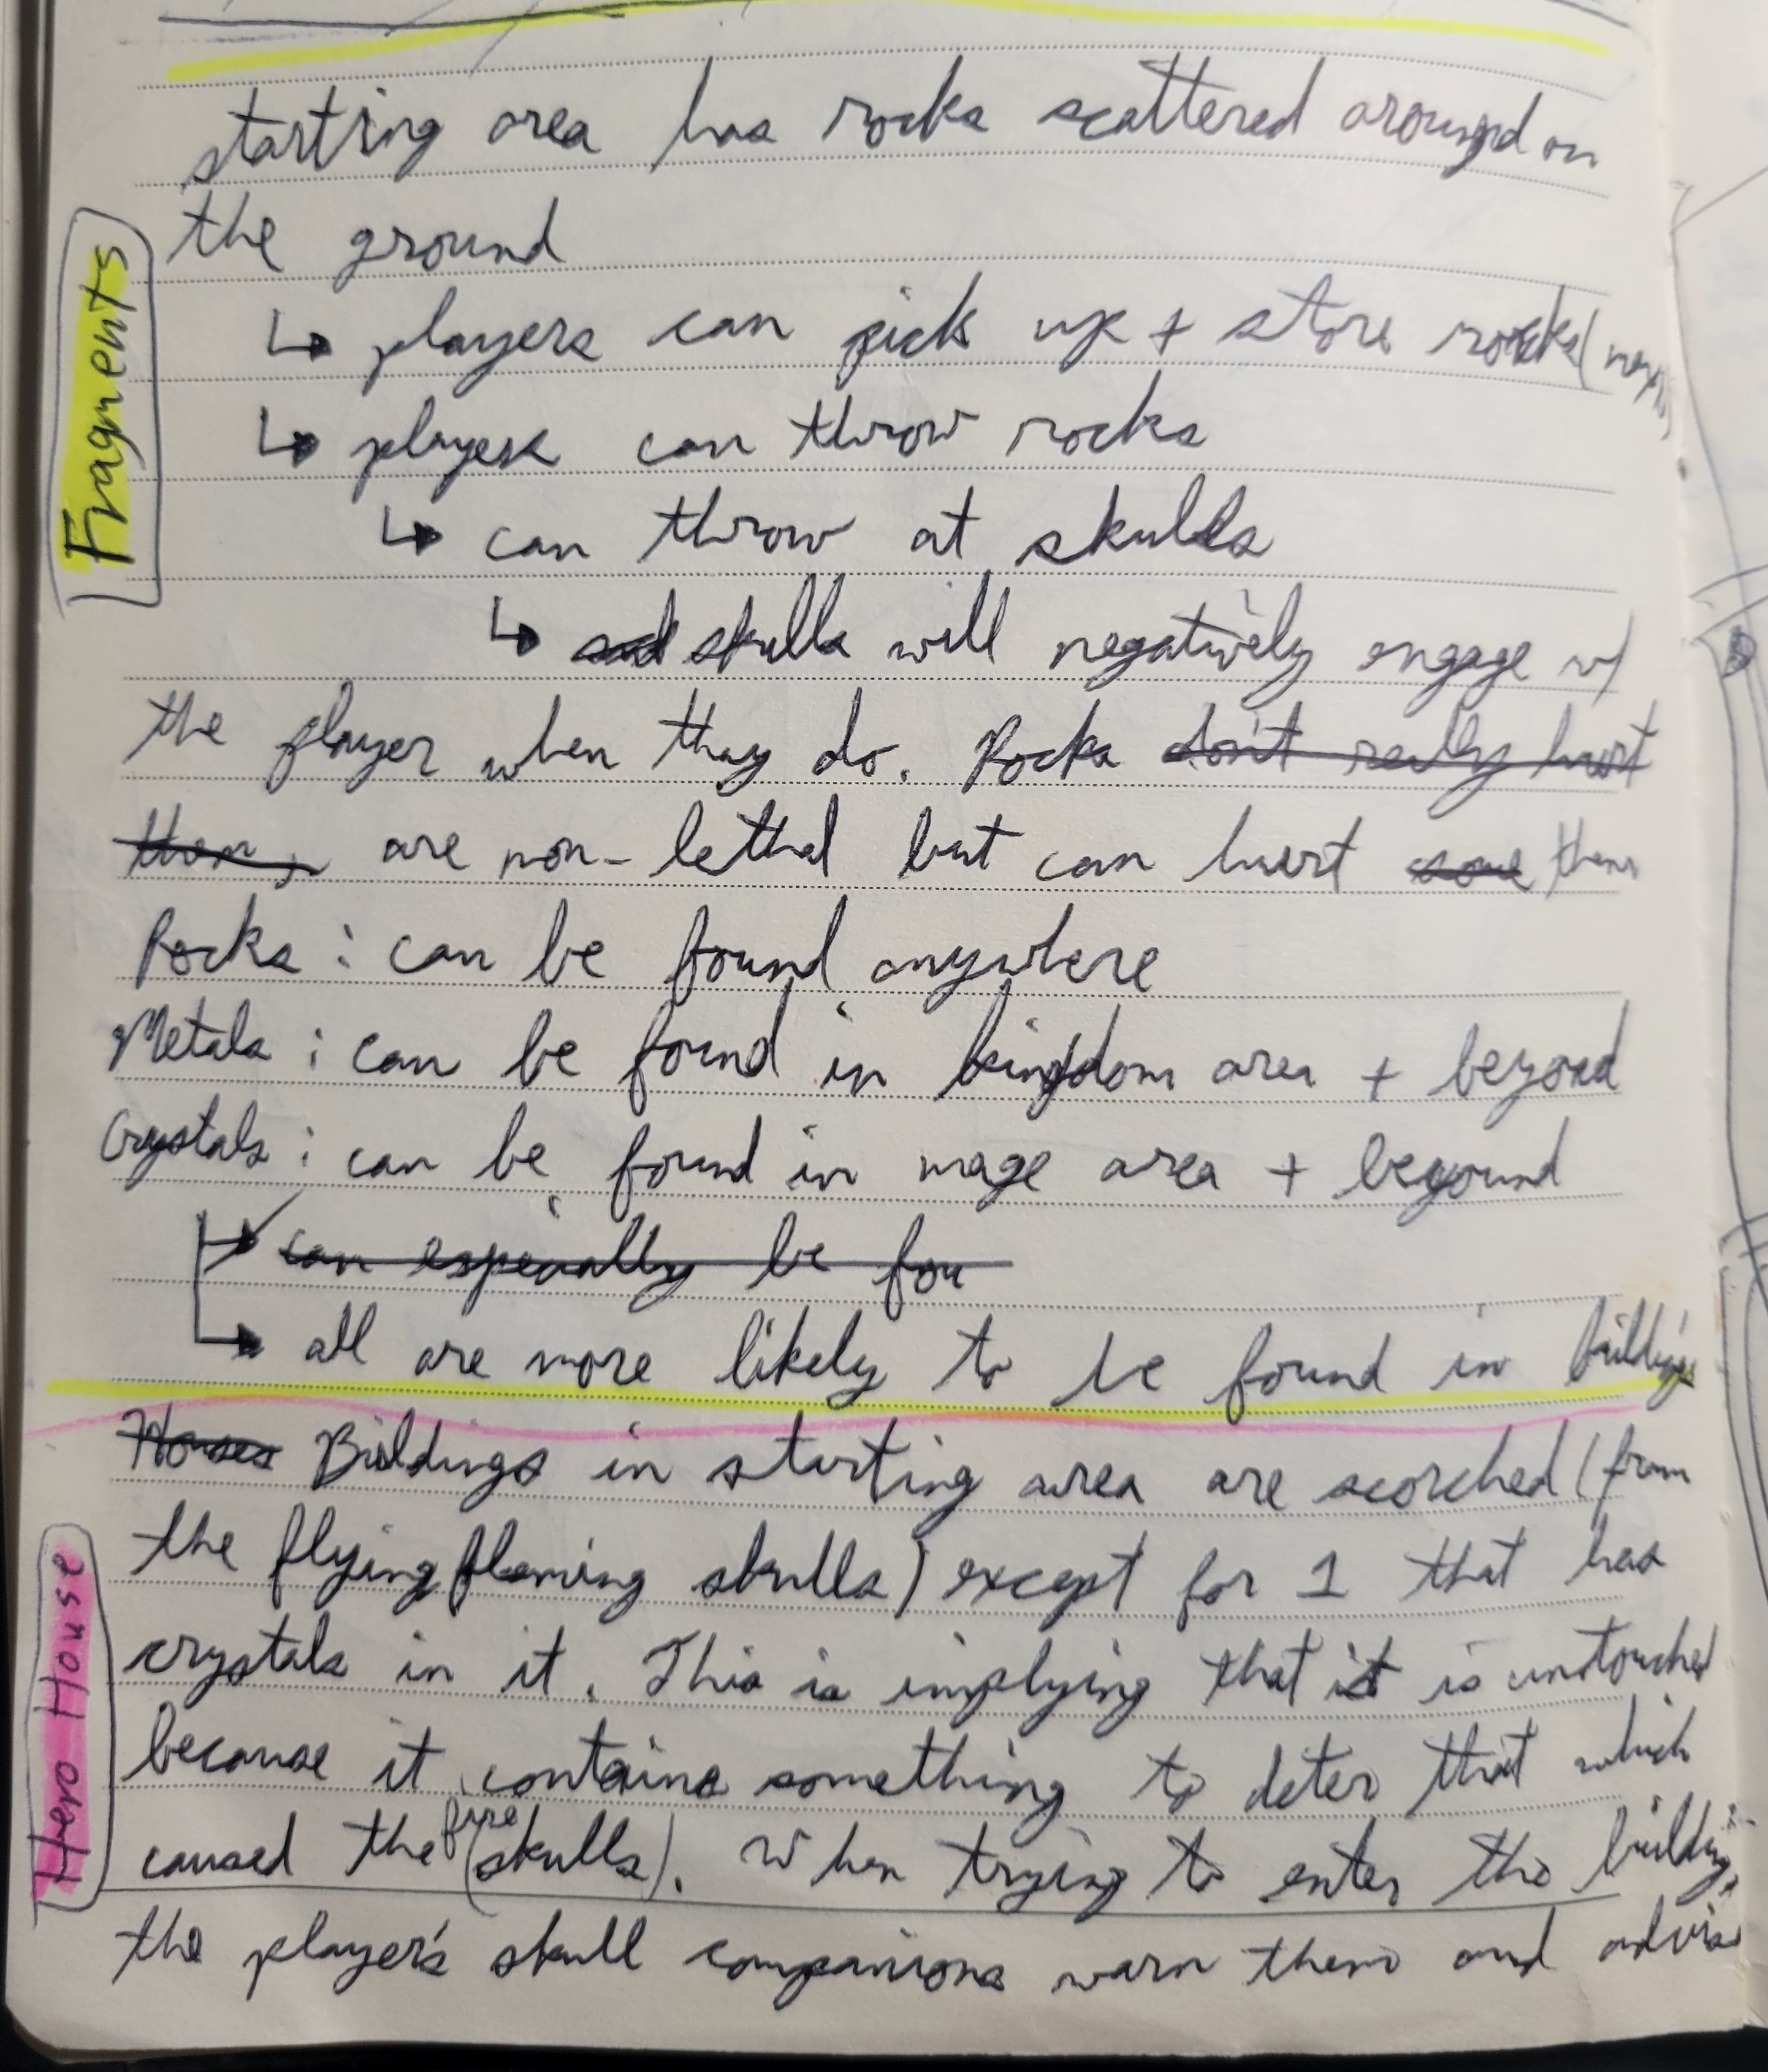 Fragments
starting area has rocks scattered around on
the ground
↳ players can pick up + store rocks (
↳ players can throw rocks
↳ can throw at skulls
↳ skulls will negatively engage w/
the player when they do. Rocks don't really hurt
them, are non-lethal but can hurt them
Rocks : can be found anywhere
Metals : can be found in kingdom area + beyond
Crystals : can be found in mage area + beyound
↳ can especially be fou
↳ all are more likely to be found in buildings
Hero House
Houses Buildings in starting area are scorched (from
the flying flaming skulls) except for 1 that has
crystals in it. This is implying that it is untouched
because it contains something to deter that which
caused the fire (skulls). When trying to enter the building,
the player's skull companions warn them and advise